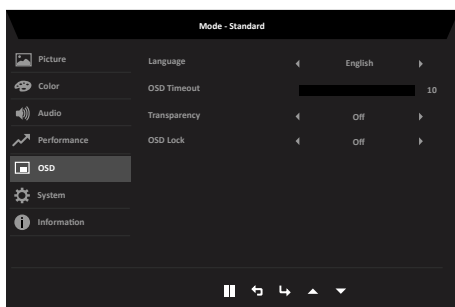 Mode - Standard
Picture
Language English
Color
OSD Timeout 10
Audio
Transparency Off
Performance
OSD Lock Off
OSD
System
Information